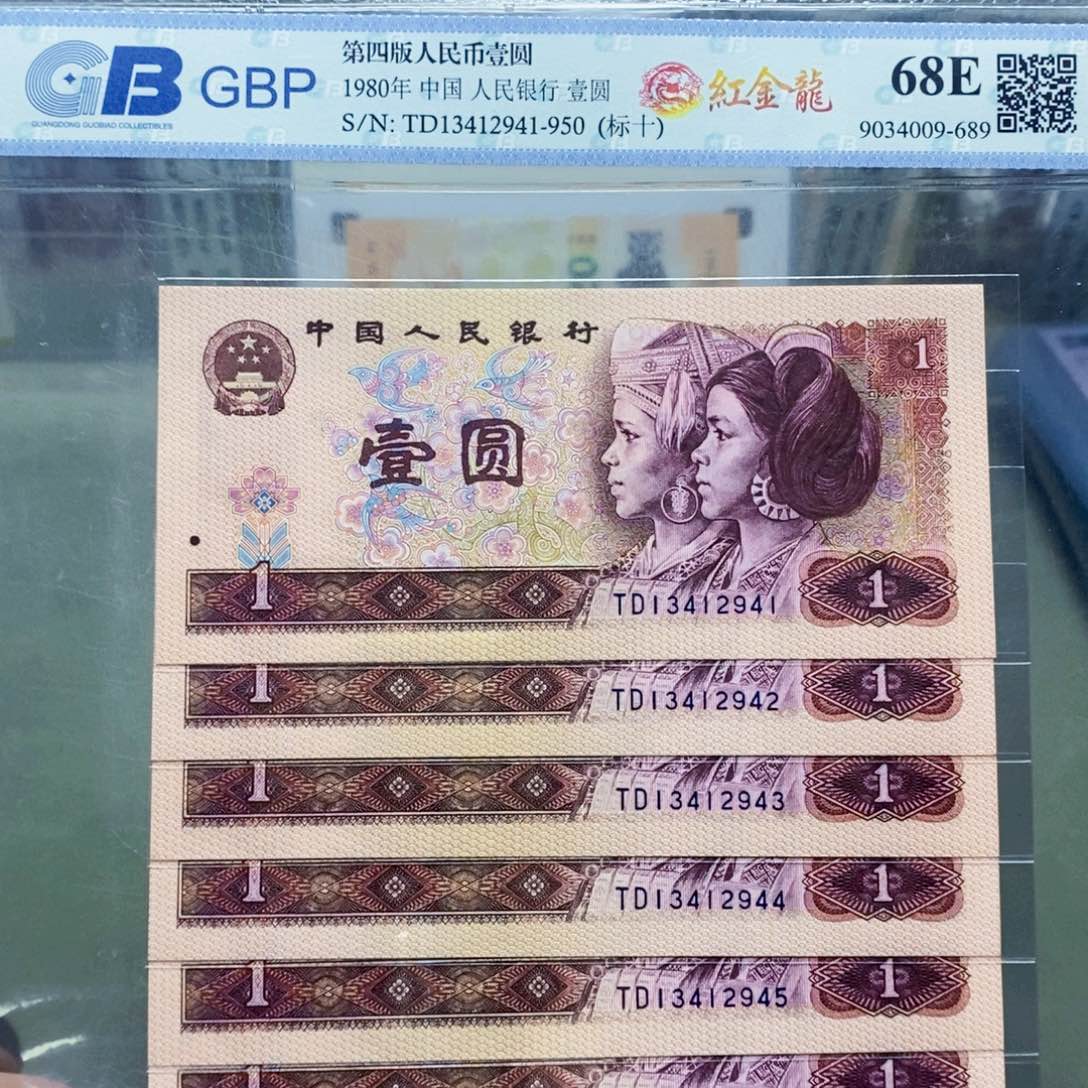 GB GBP
GUANGDONG GUOBIAO COLLECTIBLES
第四版人民币壹圆
1980年 中国 人民银行 壹圆
S/N: TD13412941-950 (标十)
紅金龍
68E
9034009-689
中国人民银行
1
壹圆
1
TD13412941
1
1
TD13412942
1
1
TD13412943
1
1
TD13412944
1
1
TD13412945
1